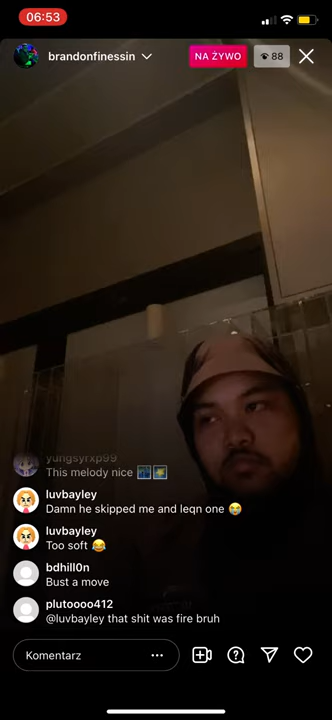 06:53
brandonfinessin
NA ŻYWO
88
yungsyrxp99
This melody nice
luvbayley
Damn he skipped me and leqn one
luvbayley
Too soft
bdhill0n
Bust a move
plutoooo412
@luvbayley that shit was fire bruh
Komentarz